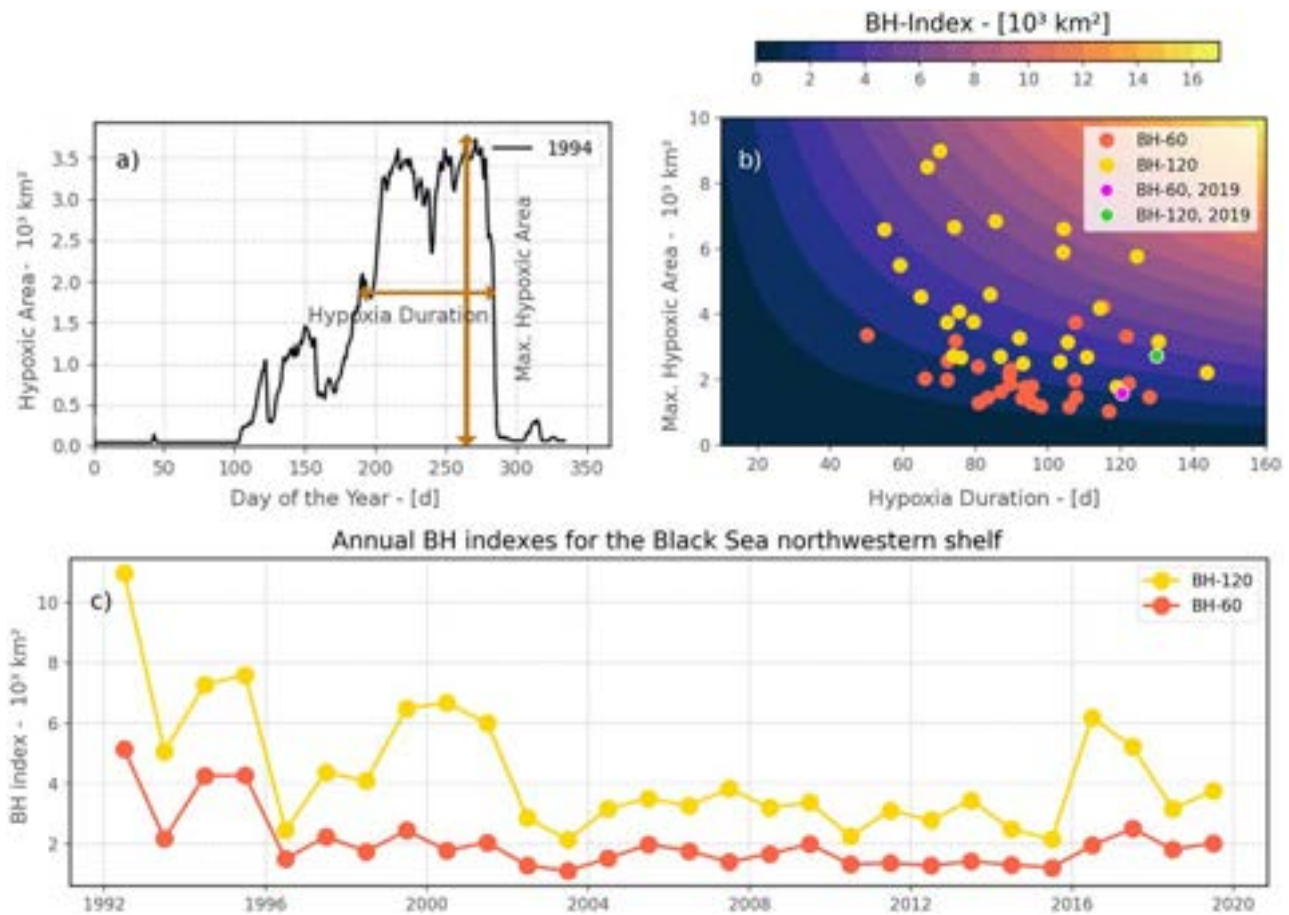 BH-Index - [10³ km²]
0 2 4 6 8 10 12 14 16
a)
1994
Hypoxic Area - 10³ km²
3.5
3.0
2.5
2.0
1.5
1.0
0.5
0.0
Hypoxia Duration
Max. Hypoxic Area
0 50 100 150 200 250 300 350
Day of the Year - [d]
b)
BH-60
BH-120
BH-60, 2019
BH-120, 2019
Max. Hypoxic Area - 10³ km²
10
8
6
4
2
0
20 40 60 80 100 120 140 160
Hypoxia Duration - [d]
Annual BH indexes for the Black Sea northwestern shelf
c)
BH-120
BH-60
BH index - 10³ km²
10
8
6
4
2
1992 1996 2000 2004 2008 2012 2016 2020